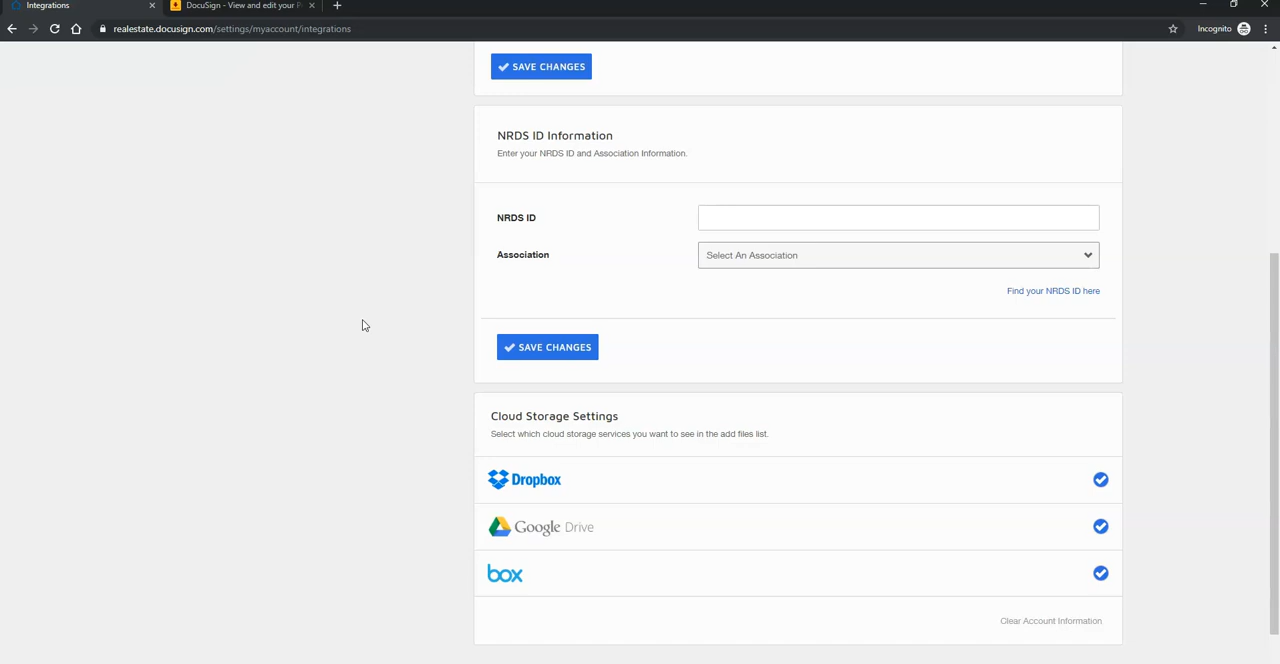 Integrations
DocuSign - View and edit your P
realestate.docusign.com/settings/myaccount/integrations
Incognito
SAVE CHANGES
NRDS ID Information
Enter your NRDS ID and Association Information.
NRDS ID
Association
Select An Association
Find your NRDS ID here
SAVE CHANGES
Cloud Storage Settings
Select which cloud storage services you want to see in the add files list.
Dropbox
Google Drive
box
Clear Account Information